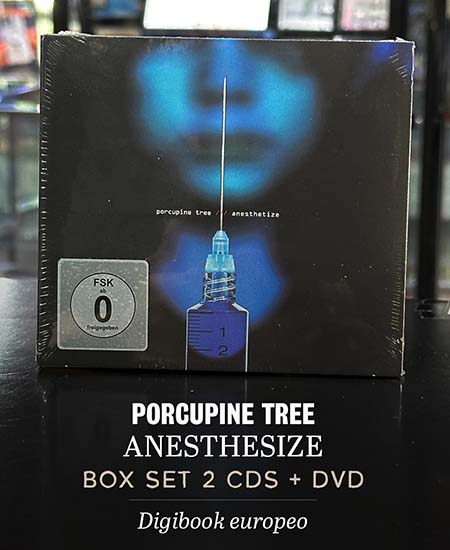 porcupine tree // anesthetize
FSK
ab
0
freigegeben
1
2
PORCUPINE TREE
ANESTHESIZE
BOX SET 2 CDS + DVD
Digibook europeo